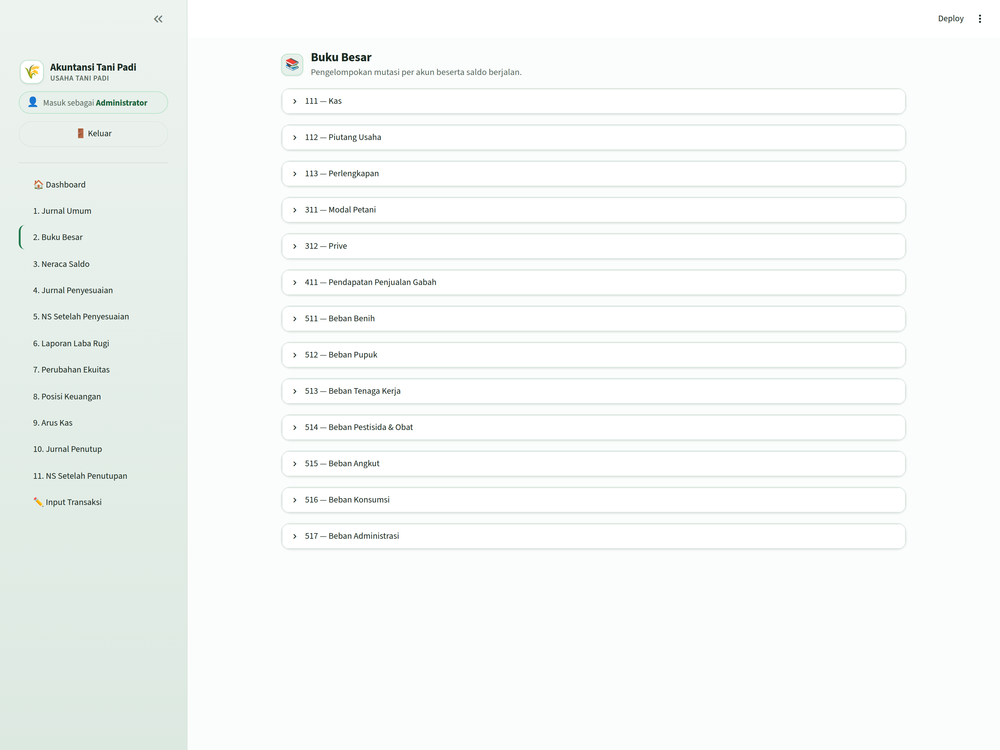 Deploy
Akuntansi Tani Padi
USAHA TANI PADI
Masuk sebagai Administrator
Keluar
Dashboard
1. Jurnal Umum
2. Buku Besar
3. Neraca Saldo
4. Jurnal Penyesuaian
5. NS Setelah Penyesuaian
6. Laporan Laba Rugi
7. Perubahan Ekuitas
8. Posisi Keuangan
9. Arus Kas
10. Jurnal Penutup
11. NS Setelah Penutupan
Input Transaksi
Buku Besar
Pengelompokan mutasi per akun beserta saldo berjalan.
111 — Kas
112 — Piutang Usaha
113 — Perlengkapan
311 — Modal Petani
312 — Prive
411 — Pendapatan Penjualan Gabah
511 — Beban Benih
512 — Beban Pupuk
513 — Beban Tenaga Kerja
514 — Beban Pestisida & Obat
515 — Beban Angkut
516 — Beban Konsumsi
517 — Beban Administrasi